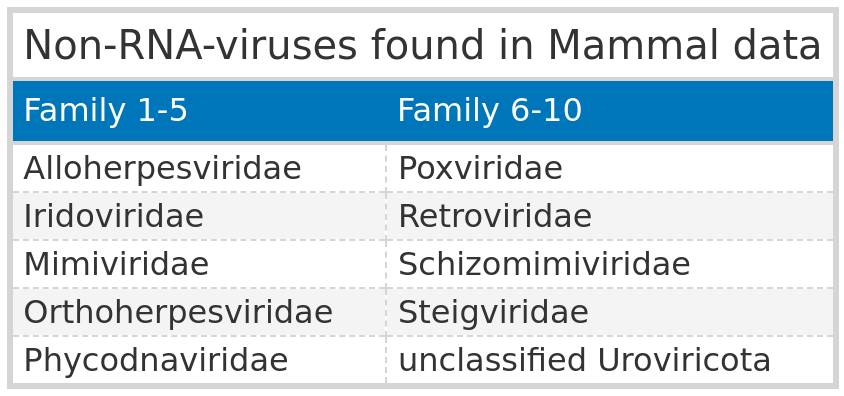 Non-RNA-viruses found in Mammal data
Family 1-5 Family 6-10
Alloherpesviridae Poxviridae
Iridoviridae Retroviridae
Mimiviridae Schizomimiviridae
Orthoherpesviridae Steigviridae
Phycodnaviridae unclassified Uroviricota